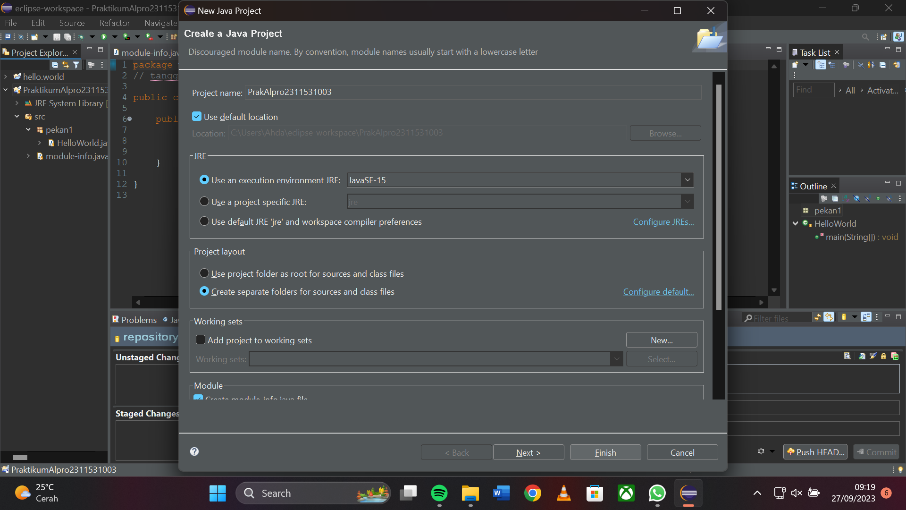 eclipse-workspace - PraktikumAlpro23115310
New Java Project
File Edit Source Refactor Navigate
Create a Java Project
Discouraged module name. By convention, module names usually start with a lowercase letter
Project Explor...
module-info.java
Task List
hello.world
PraktikumAlpro2311531003
JRE System Library
src
pekan1
HelloWorld.ja
module-info.java
1 package
2 // tangg
3
4 public c
5
6 publ
7
8
9
10 }
11
12 }
13
Project name: PrakAlpro2311531003
Use default location
Location: C:\Users\Abda\eclipse-workspace\PrakAlpro2311531003
Browse...
JRE
Use an execution environment JRE: JavaSE-15
Use a project specific JRE: jre
Use default JRE 'jre' and workspace compiler preferences
Configure JREs...
Project layout
Use project folder as root for sources and class files
Create separate folders for sources and class files
Configure default...
Working sets
Add project to working sets
New...
Working sets:
Select...
Module
Create module-info.java file
< Back
Next >
Finish
Cancel
Find
All
Activat...
Outline
pekan1
HelloWorld
main(String[]) : void
Problems
Ja
Filter files
repository
Unstaged Chang
Staged Changes
Push HEAD...
Commit
PraktikumAlpro2311531003
25°C
Cerah
Search
09:19
27/09/2023
6